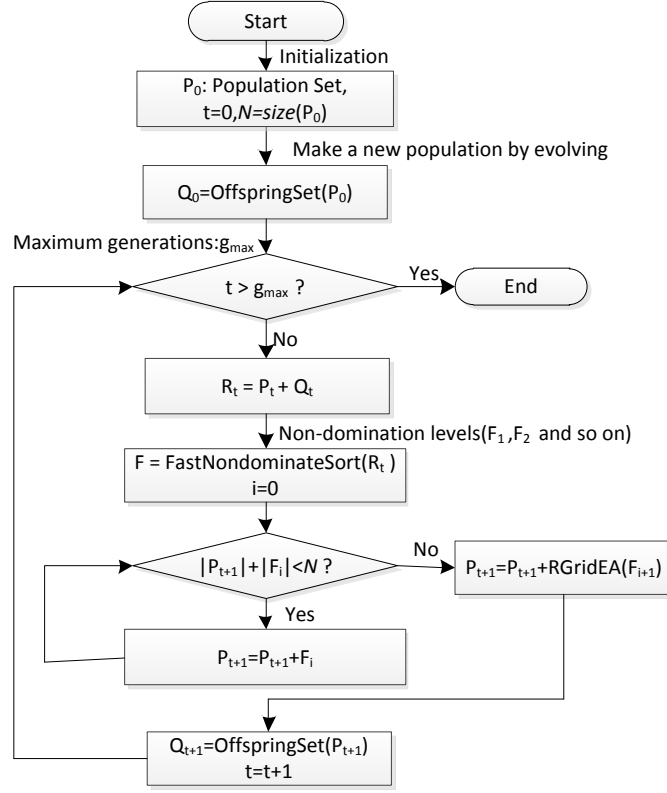 Start
Initialization
P₀: Population Set,
t=0,N=size(P₀)
Make a new population by evolving
Q₀=OffspringSet(P₀)
Maximum generations:gmax
t > gmax ?
Yes
End
No
Rₜ = Pₜ + Qₜ
Non-domination levels(F₁,F₂ and so on)
F = FastNondominateSort(Rₜ )
i=0
|Pₜ₊₁|+|Fᵢ|<N ?
No
Pₜ₊₁=Pₜ₊₁+RGridEA(Fᵢ₊₁)
Yes
Pₜ₊₁=Pₜ₊₁+Fᵢ
Qₜ₊₁=OffspringSet(Pₜ₊₁)
t=t+1